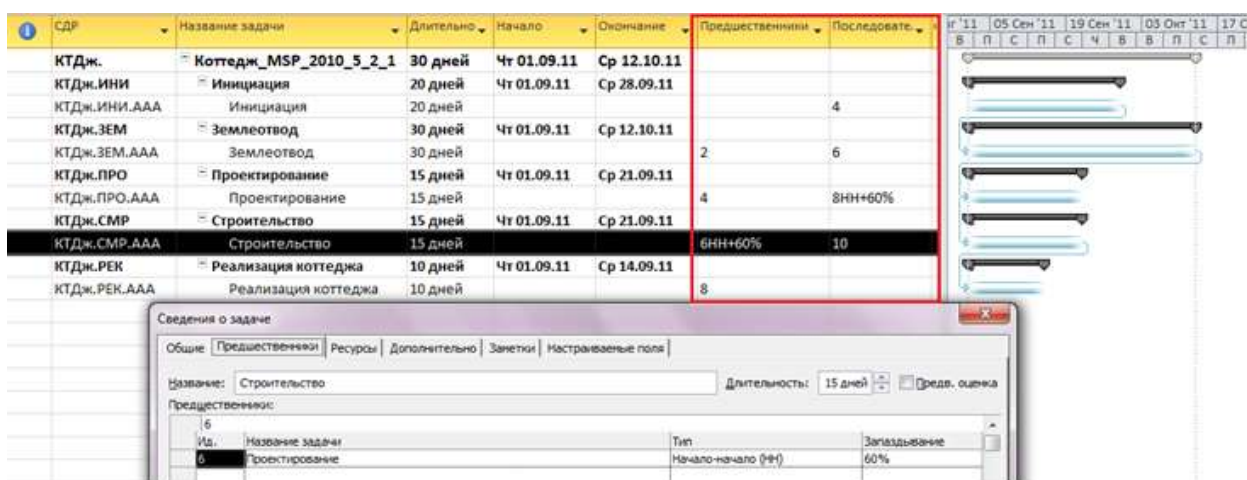 СДР Название задачи Длительно Начало Окончание Предшественники Последовате. г '11 05 Сен '11 19 Сен '11 03 Окт '11 17 С
В П С П С Ч В В П С П
КТДж. Коттедж_MSP_2010_5_2_1 30 дней Чт 01.09.11 Ср 12.10.11
КТДж.ИНИ Инициация 20 дней Чт 01.09.11 Ср 28.09.11
КТДж.ИНИ.ААА Инициация 20 дней 4
КТДж.ЗЕМ Землеотвод 30 дней Чт 01.09.11 Ср 12.10.11
КТДж.ЗЕМ.ААА Землеотвод 30 дней 2 6
КТДж.ПРО Проектирование 15 дней Чт 01.09.11 Ср 21.09.11
КТДж.ПРО.ААА Проектирование 15 дней 4 8НН+60%
КТДж.СМР Строительство 15 дней Чт 01.09.11 Ср 21.09.11
КТДж.СМР.ААА Строительство 15 дней 6НН+60% 10
КТДж.РЕК Реализация коттеджа 10 дней Чт 01.09.11 Ср 14.09.11
КТДж.РЕК.ААА Реализация коттеджа 10 дней 8
Сведения о задаче
Общие Предшественники Ресурсы Дополнительно Заметки Настраиваемые поля
Название: Строительство Длительность: 15 дней Предв. оценка
Предшественники:
6
Ид. Название задачи Тип Запаздывание
6 Проектирование Начало-начало (НН) 60%